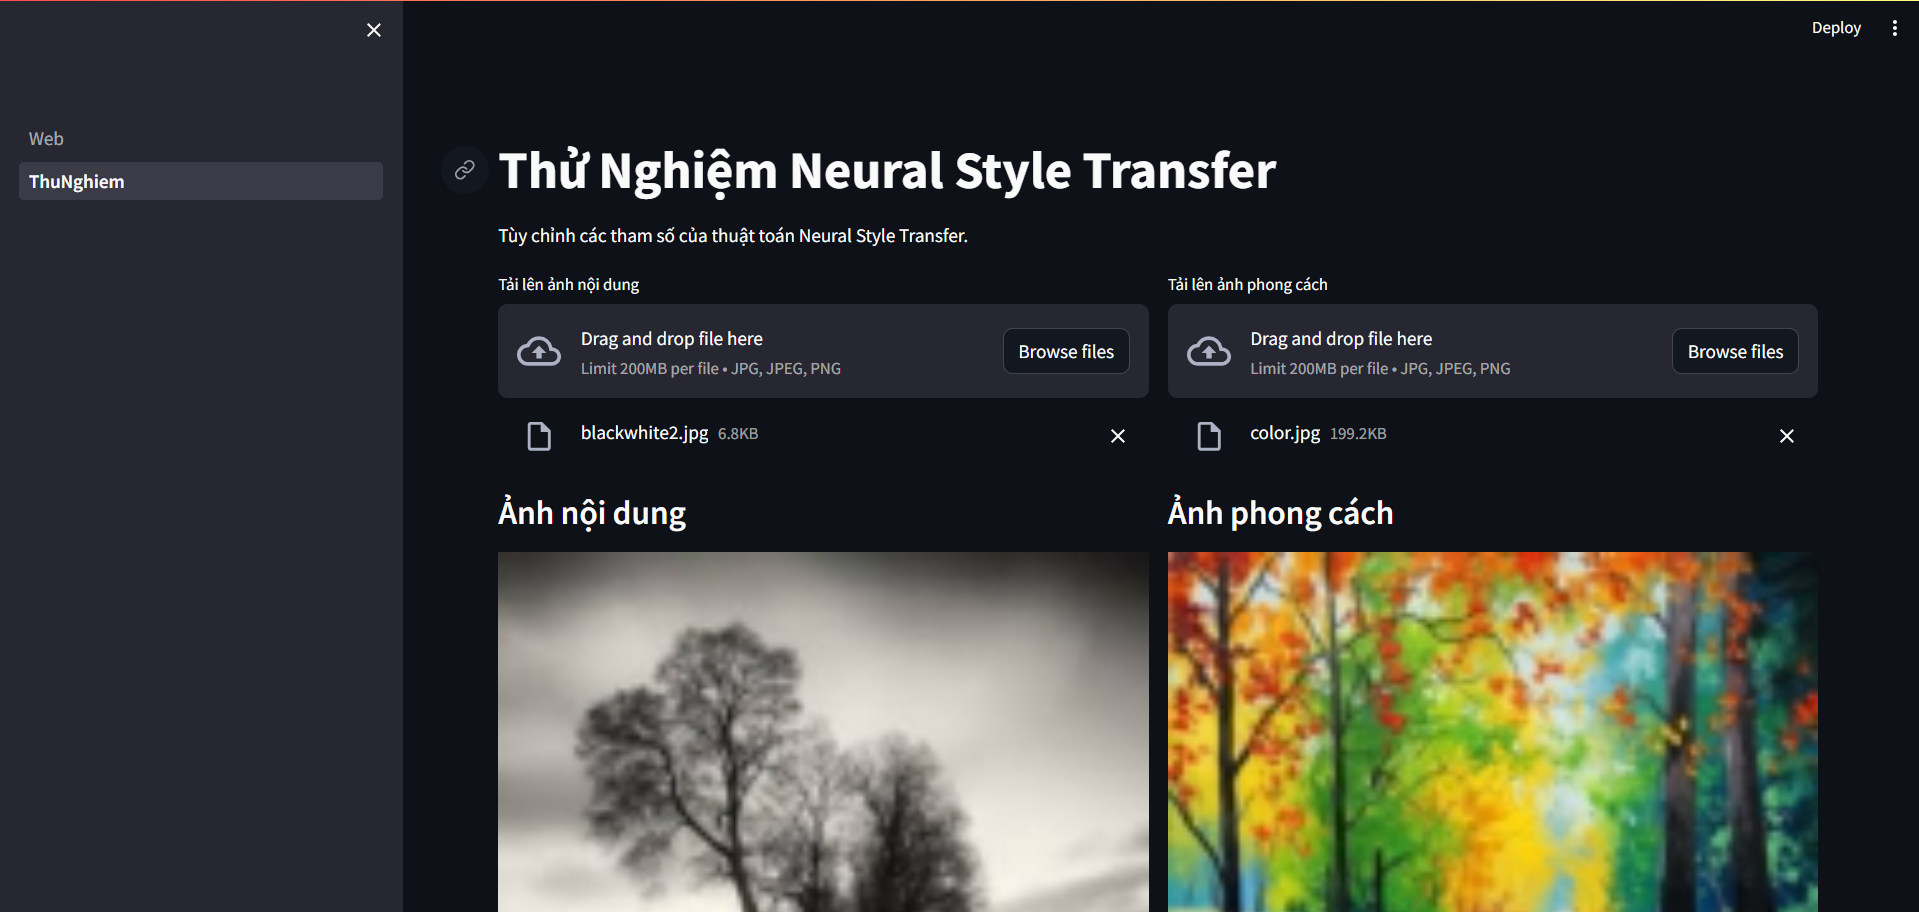 Deploy
Web
ThuNghiem
Thử Nghiệm Neural Style Transfer
Tùy chỉnh các tham số của thuật toán Neural Style Transfer.
Tải lên ảnh nội dung
Drag and drop file here
Limit 200MB per file • JPG, JPEG, PNG
Browse files
blackwhite2.jpg 6.8KB
Ảnh nội dung
Tải lên ảnh phong cách
Drag and drop file here
Limit 200MB per file • JPG, JPEG, PNG
Browse files
color.jpg 199.2KB
Ảnh phong cách